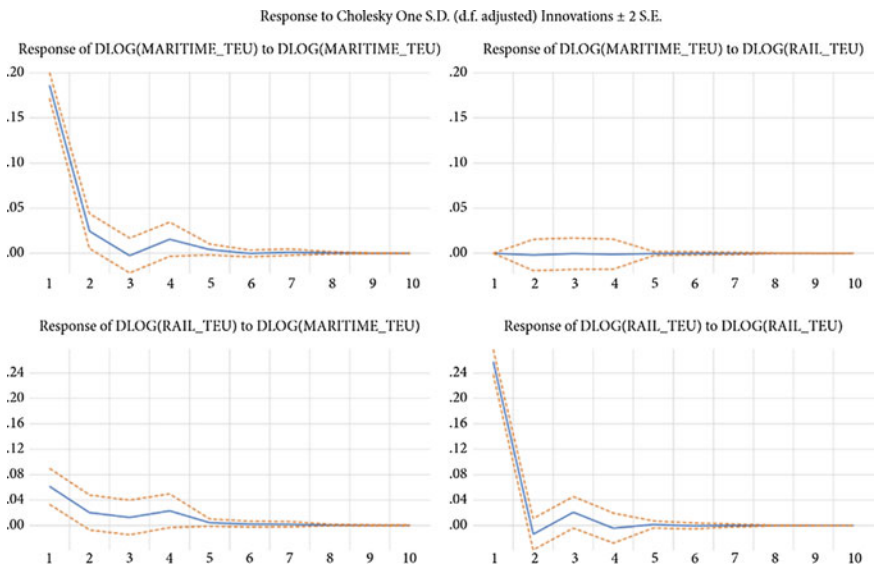 Response to Cholesky One S.D. (d.f. adjusted) Innovations ± 2 S.E.
Response of DLOG(MARITIME_TEU) to DLOG(MARITIME_TEU)
.20
.15
.10
.05
.00
1 2 3 4 5 6 7 8 9 10
Response of DLOG(MARITIME_TEU) to DLOG(RAIL_TEU)
.20
.15
.10
.05
.00
1 2 3 4 5 6 7 8 9 10
Response of DLOG(RAIL_TEU) to DLOG(MARITIME_TEU)
.24
.20
.16
.12
.08
.04
.00
1 2 3 4 5 6 7 8 9 10
Response of DLOG(RAIL_TEU) to DLOG(RAIL_TEU)
.24
.20
.16
.12
.08
.04
.00
1 2 3 4 5 6 7 8 9 10